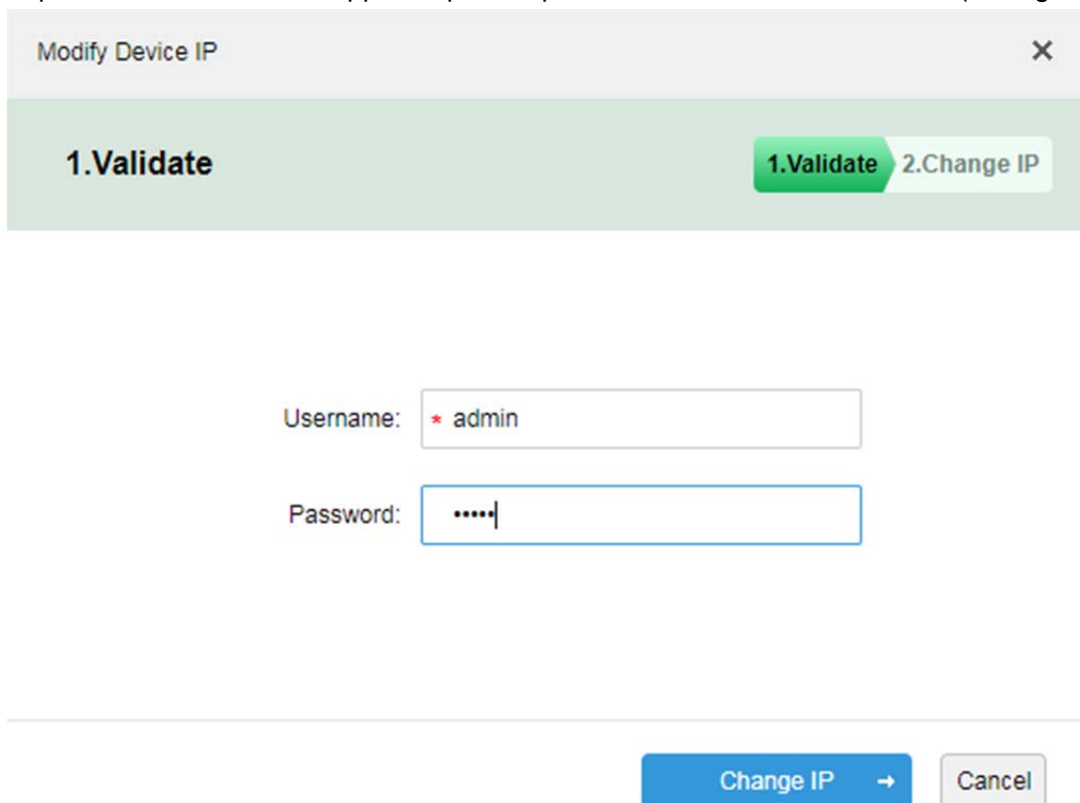 Modify Device IP ×
1.Validate
1.Validate 2.Change IP
Username: * admin
Password: •••••
Change IP →
Cancel